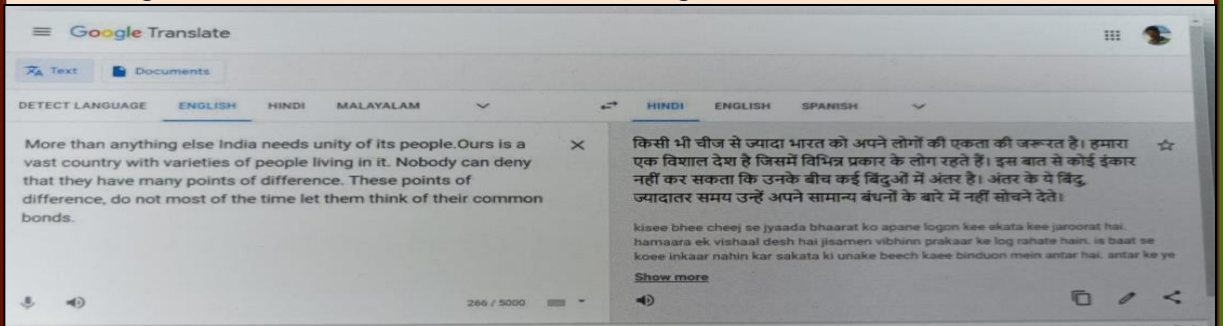 Google Translate
Text Documents
DETECT LANGUAGE ENGLISH HINDI MALAYALAM
HINDI ENGLISH SPANISH
More than anything else India needs unity of its people.Ours is a
vast country with varieties of people living in it. Nobody can deny
that they have many points of difference. These points of
difference, do not most of the time let them think of their common
bonds.
266 / 5000
किसी भी चीज से ज्यादा भारत को अपने लोगों की एकता की जरूरत है। हमारा
एक विशाल देश है जिसमें विभिन्न प्रकार के लोग रहते हैं। इस बात से कोई इंकार
नहीं कर सकता कि उनके बीच कई बिंदुओं में अंतर है। अंतर के ये बिंदु,
ज्यादातर समय उन्हें अपने सामान्य बंधनों के बारे में नहीं सोचने देते।
kisee bhee cheej se jyaada bhaarat ko apane logon kee ekata kee jaroorat hai.
hamaara ek vishaal desh hai jisamen vibhinn prakaar ke log rahate hain. is baat se
koee inkaar nahin kar sakata ki unake beech kaee binduon mein antar hai. antar ke ye
Show more